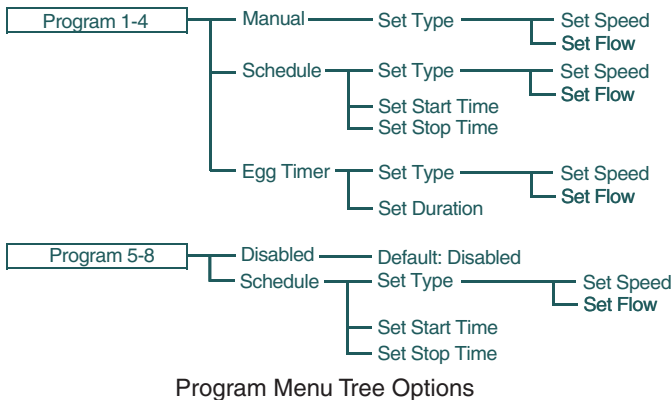 Program 1-4 Manual Set Type Set Speed
Set Flow
Schedule Set Type Set Speed
Set Flow
Set Start Time
Set Stop Time
Egg Timer Set Type Set Speed
Set Flow
Set Duration
Program 5-8 Disabled Default: Disabled
Schedule Set Type Set Speed
Set Flow
Set Start Time
Set Stop Time
Program Menu Tree Options